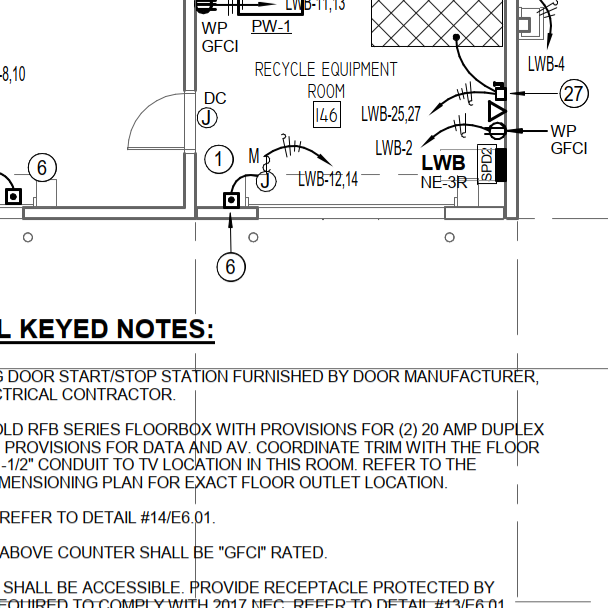 LWB-11,13
WP
GFCI
PW-1
LWB-4
-8,10
RECYCLE EQUIPMENT
ROOM
146
DC
J
LWB-25,27
27
WP
GFCI
LWB-2
6
1
M
J
LWB-12,14
LWB
NE-3R
SPD2
6
L KEYED NOTES:
G DOOR START/STOP STATION FURNISHED BY DOOR MANUFACTURER,
CTRICAL CONTRACTOR.
OLD RFB SERIES FLOORBOX WITH PROVISIONS FOR (2) 20 AMP DUPLEX
PROVISIONS FOR DATA AND AV. COORDINATE TRIM WITH THE FLOOR
-1/2" CONDUIT TO TV LOCATION IN THIS ROOM. REFER TO THE
MENSIONING PLAN FOR EXACT FLOOR OUTLET LOCATION.
REFER TO DETAIL #14/E6.01.
ABOVE COUNTER SHALL BE "GFCI" RATED.
SHALL BE ACCESSIBLE. PROVIDE RECEPTACLE PROTECTED BY
EQUIRED TO COMPLY WITH 2017 NEC. REFER TO DETAIL #13/E6.01